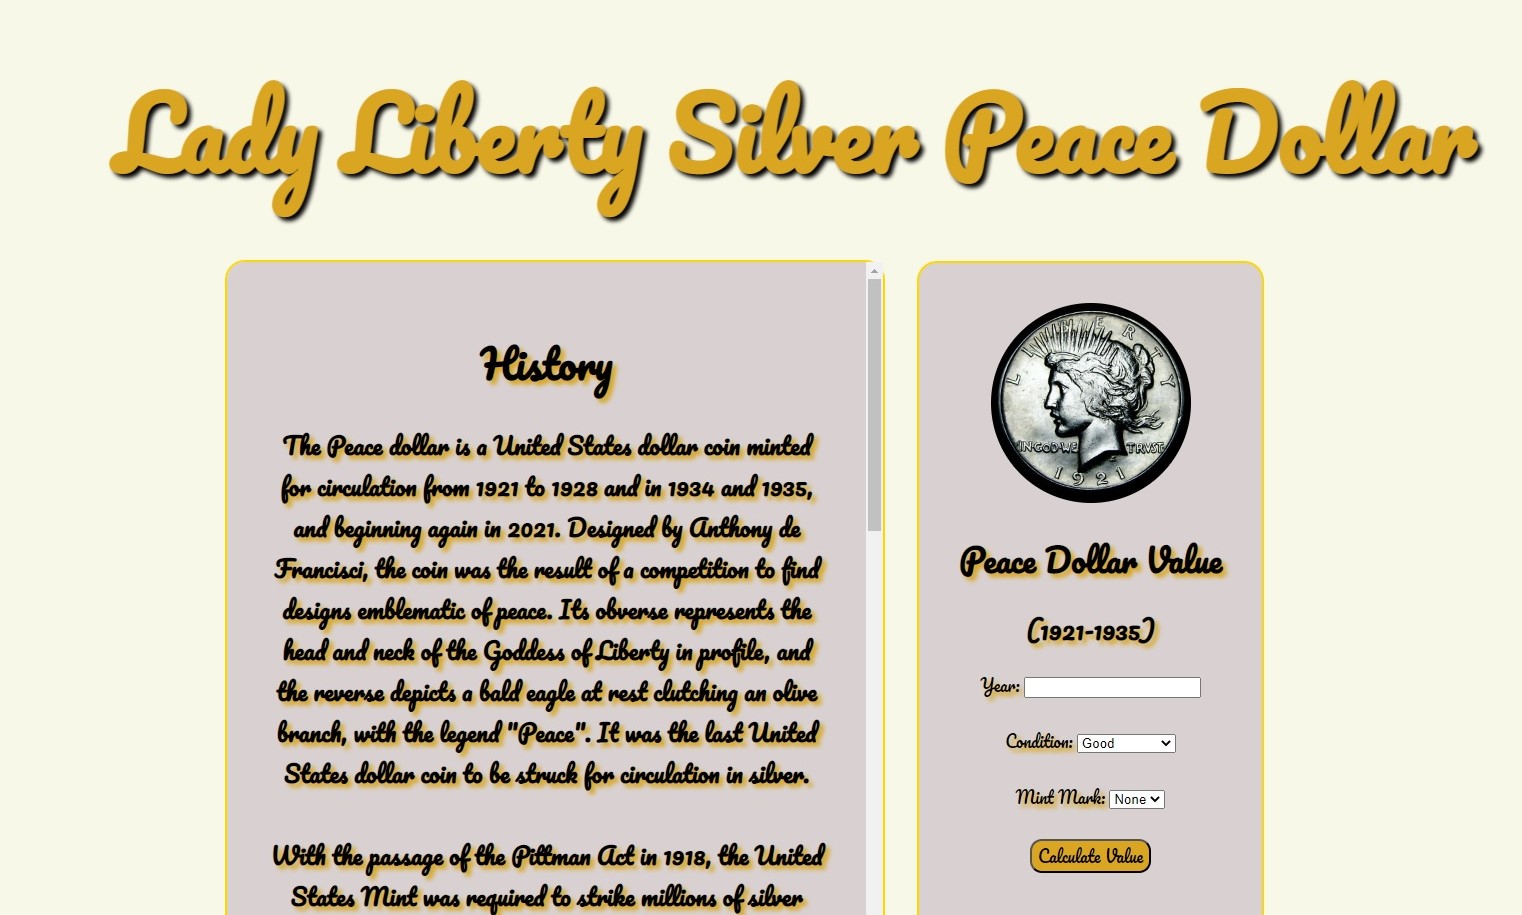 Lady Liberty Silver Peace Dollar
History
The Peace dollar is a United States dollar coin minted
for circulation from 1921 to 1928 and in 1934 and 1935,
and beginning again in 2021. Designed by Anthony de
Francisci, the coin was the result of a competition to find
designs emblematic of peace. Its obverse represents the
head and neck of the Goddess of Liberty in profile, and
the reverse depicts a bald eagle at rest clutching an olive
branch, with the legend "Peace". It was the last United
States dollar coin to be struck for circulation in silver.
With the passage of the Pittman Act in 1918, the United
States Mint was required to strike millions of silver
LIBERTY
IN GOD WE TRVST
1921
Peace Dollar Value
(1921-1935)
Year:
Condition: Good
Mint Mark: None
Calculate Value